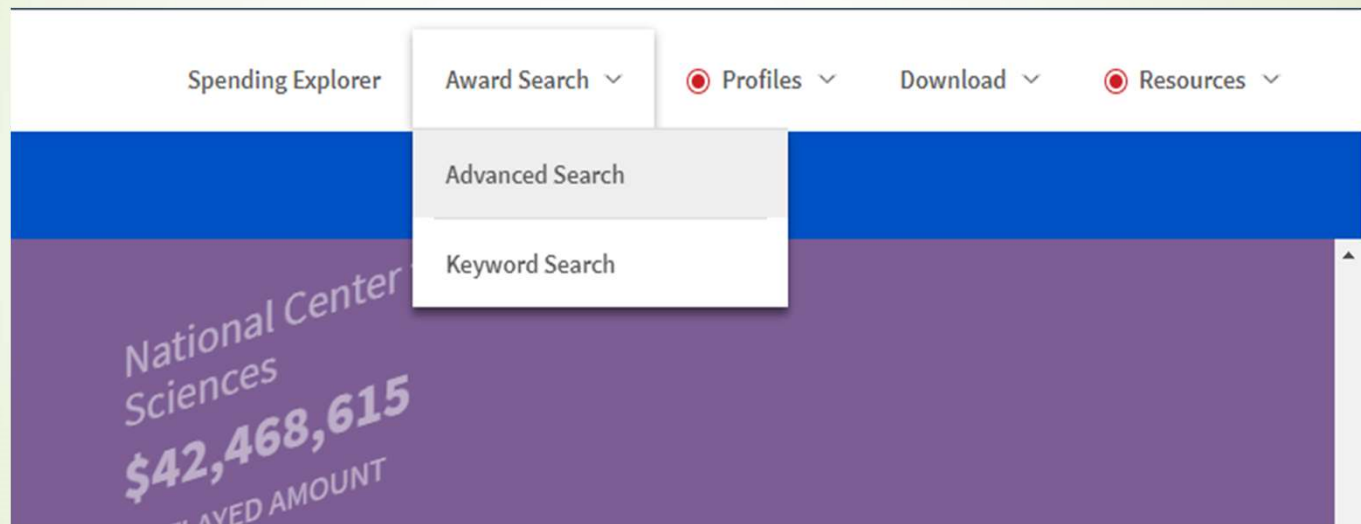 Spending Explorer Award Search Profiles Download Resources
Advanced Search
Keyword Search
National Center
Sciences
$42,468,615
AMOUNT